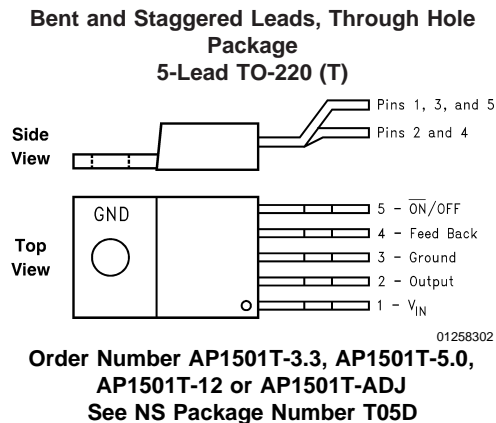 Bent and Staggered Leads, Through Hole
Package
5-Lead TO-220 (T)
Side
View
Pins 1, 3, and 5
Pins 2 and 4
Top
View
GND
5 – O̅N̅/OFF
4 – Feed Back
3 – Ground
2 – Output
1 – VIN
01258302
Order Number AP1501T-3.3, AP1501T-5.0,
AP1501T-12 or AP1501T-ADJ
See NS Package Number T05D